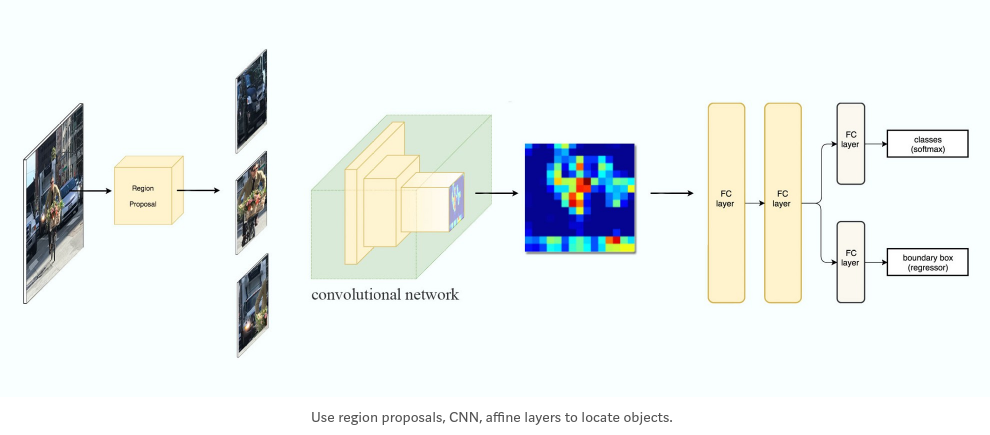 Region
Proposal
convolutional network
FC
layer
FC
layer
FC
layer
classes
(softmax)
FC
layer
boundary box
(regressor)
Use region proposals, CNN, affine layers to locate objects.